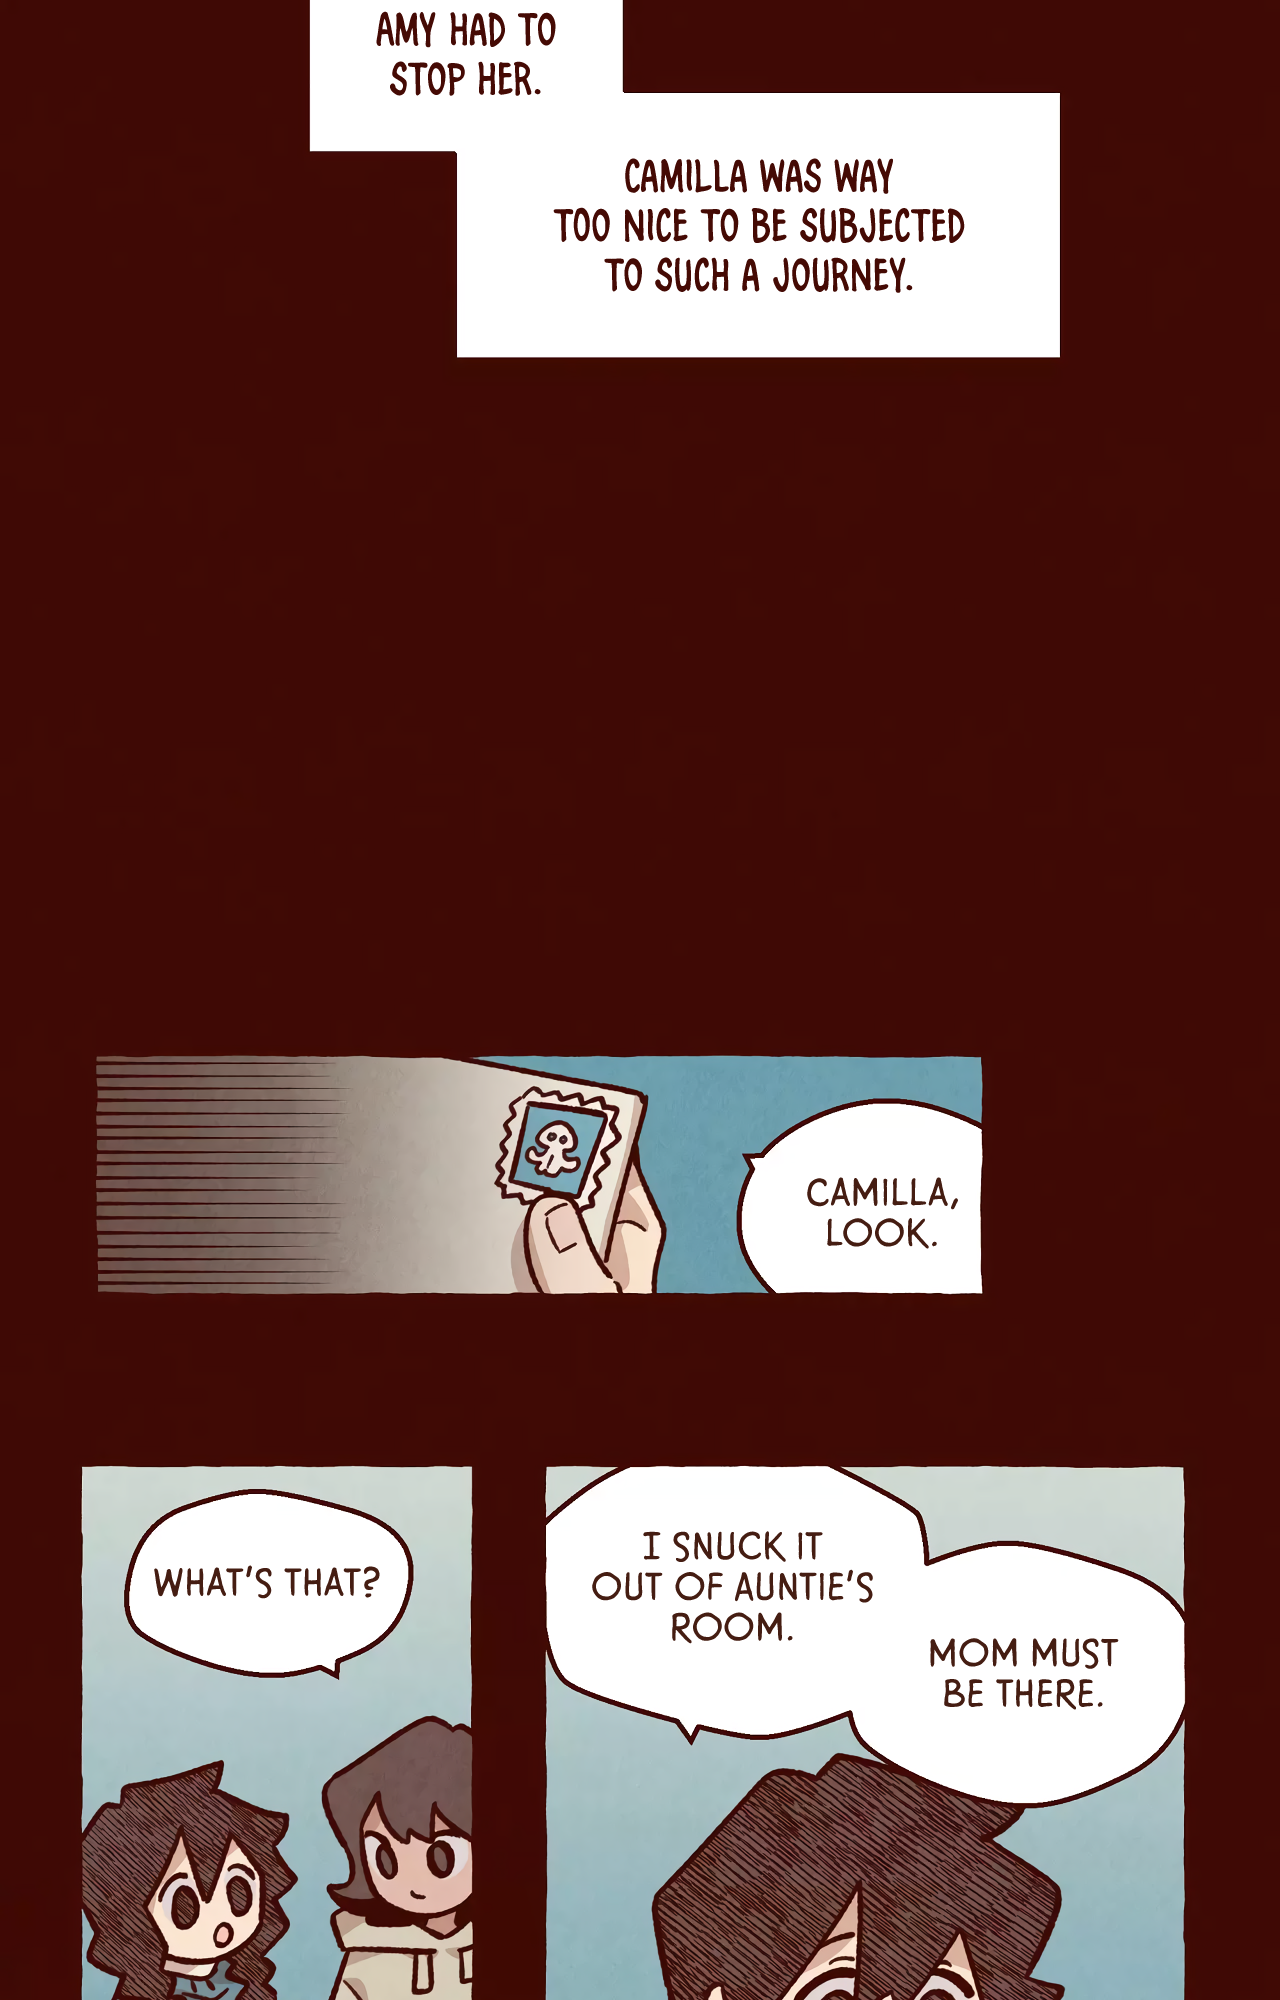 AMY HAD TO
STOP HER.
CAMILLA WAS WAY
TOO NICE TO BE SUBJECTED
TO SUCH A JOURNEY.
CAMILLA,
LOOK.
WHAT'S THAT?
I SNUCK IT
OUT OF AUNTIE'S
ROOM.
MOM MUST
BE THERE.